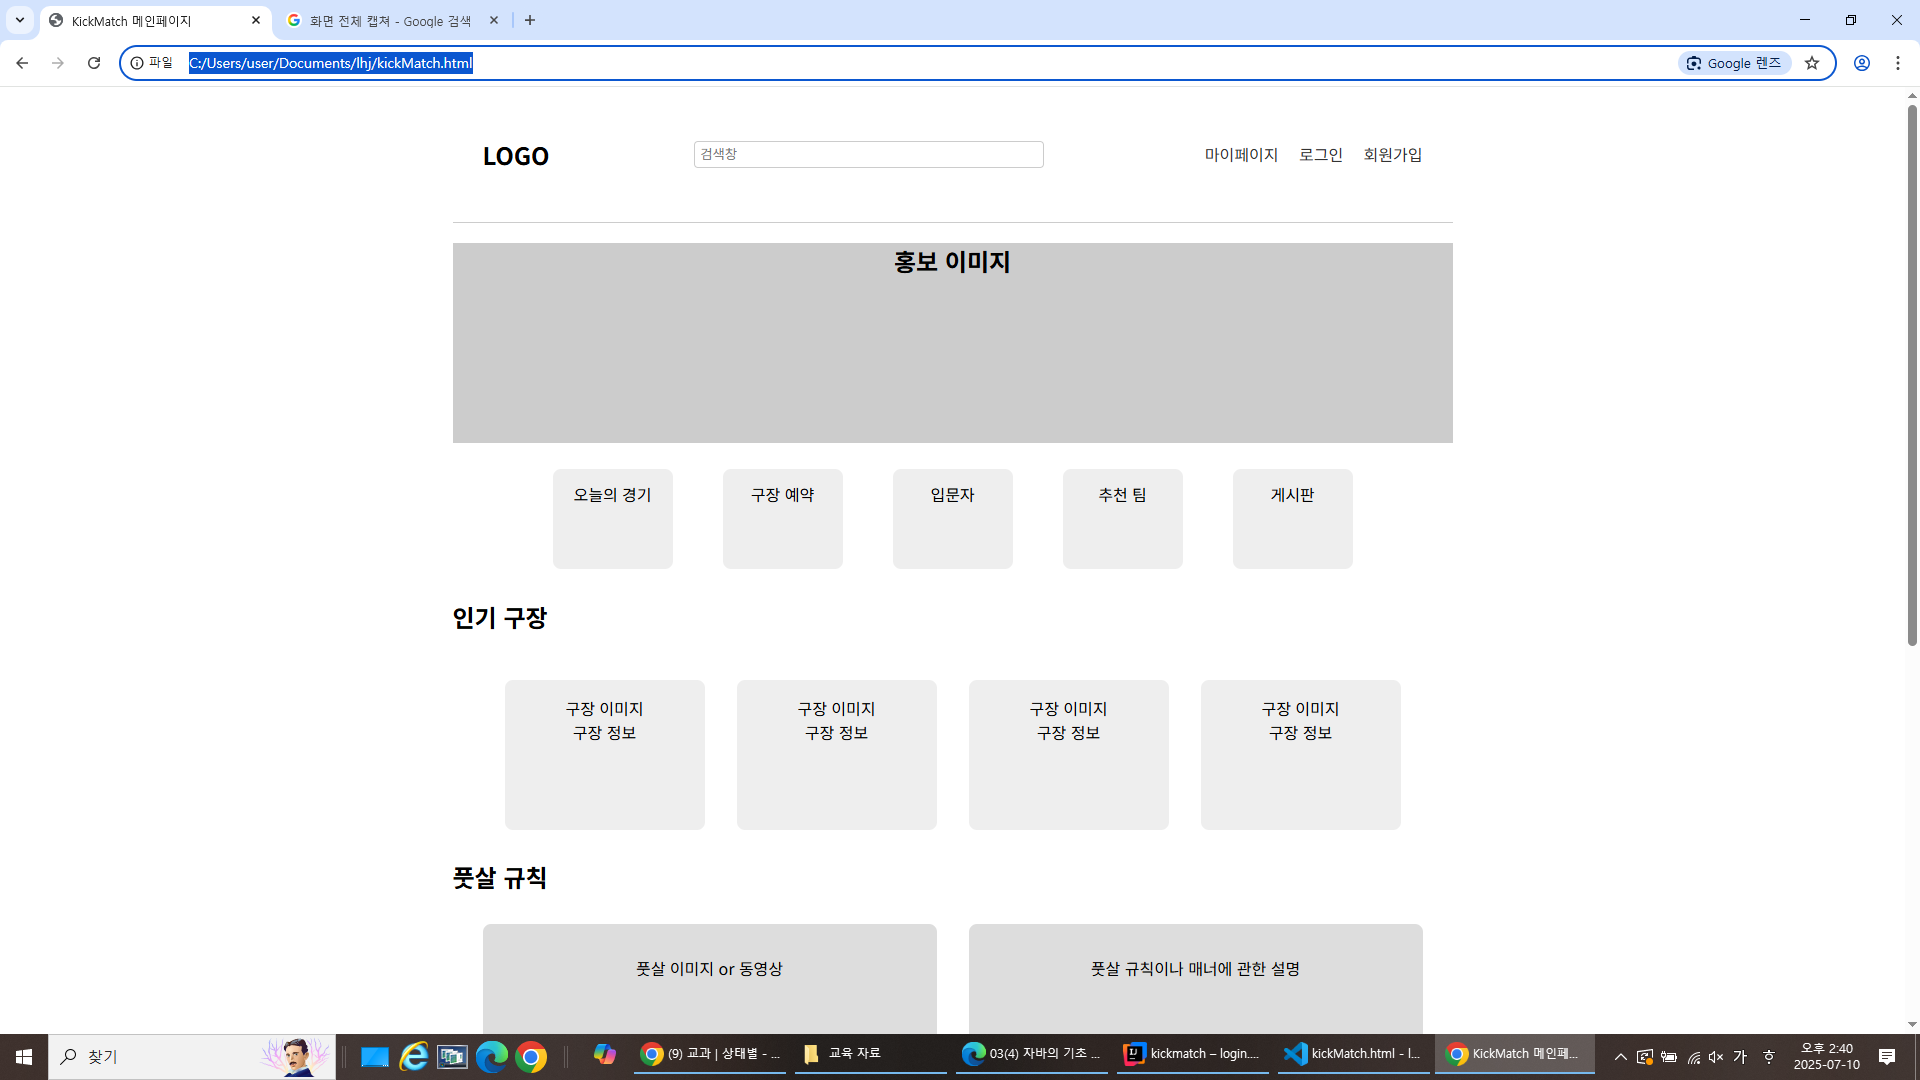 KickMatch 메인페이지
화면 전체 캡쳐 - Google 검색
파일
C:/Users/user/Documents/lhj/kickMatch.html
Google 렌즈
LOGO
검색창
마이페이지 로그인 회원가입
홍보 이미지
오늘의 경기
구장 예약
입문자
추천 팀
게시판
인기 구장
구장 이미지
구장 정보
구장 이미지
구장 정보
구장 이미지
구장 정보
구장 이미지
구장 정보
풋살 규칙
풋살 이미지 or 동영상
풋살 규칙이나 매너에 관한 설명
찾기
(9) 교과 | 상태별 - ...
교육 자료
03(4) 자바의 기초 ...
IJ
kickmatch – login....
kickMatch.html - l...
KickMatch 메인페...
가
오후 2:40
2025-07-10